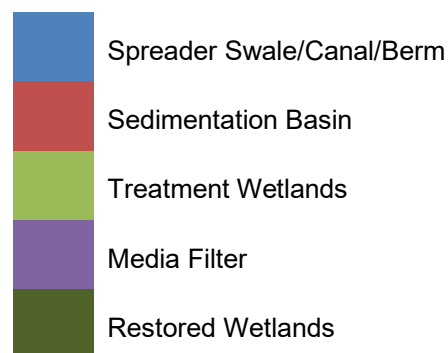 Spreader Swale/Canal/Berm
Sedimentation Basin
Treatment Wetlands
Media Filter
Restored Wetlands